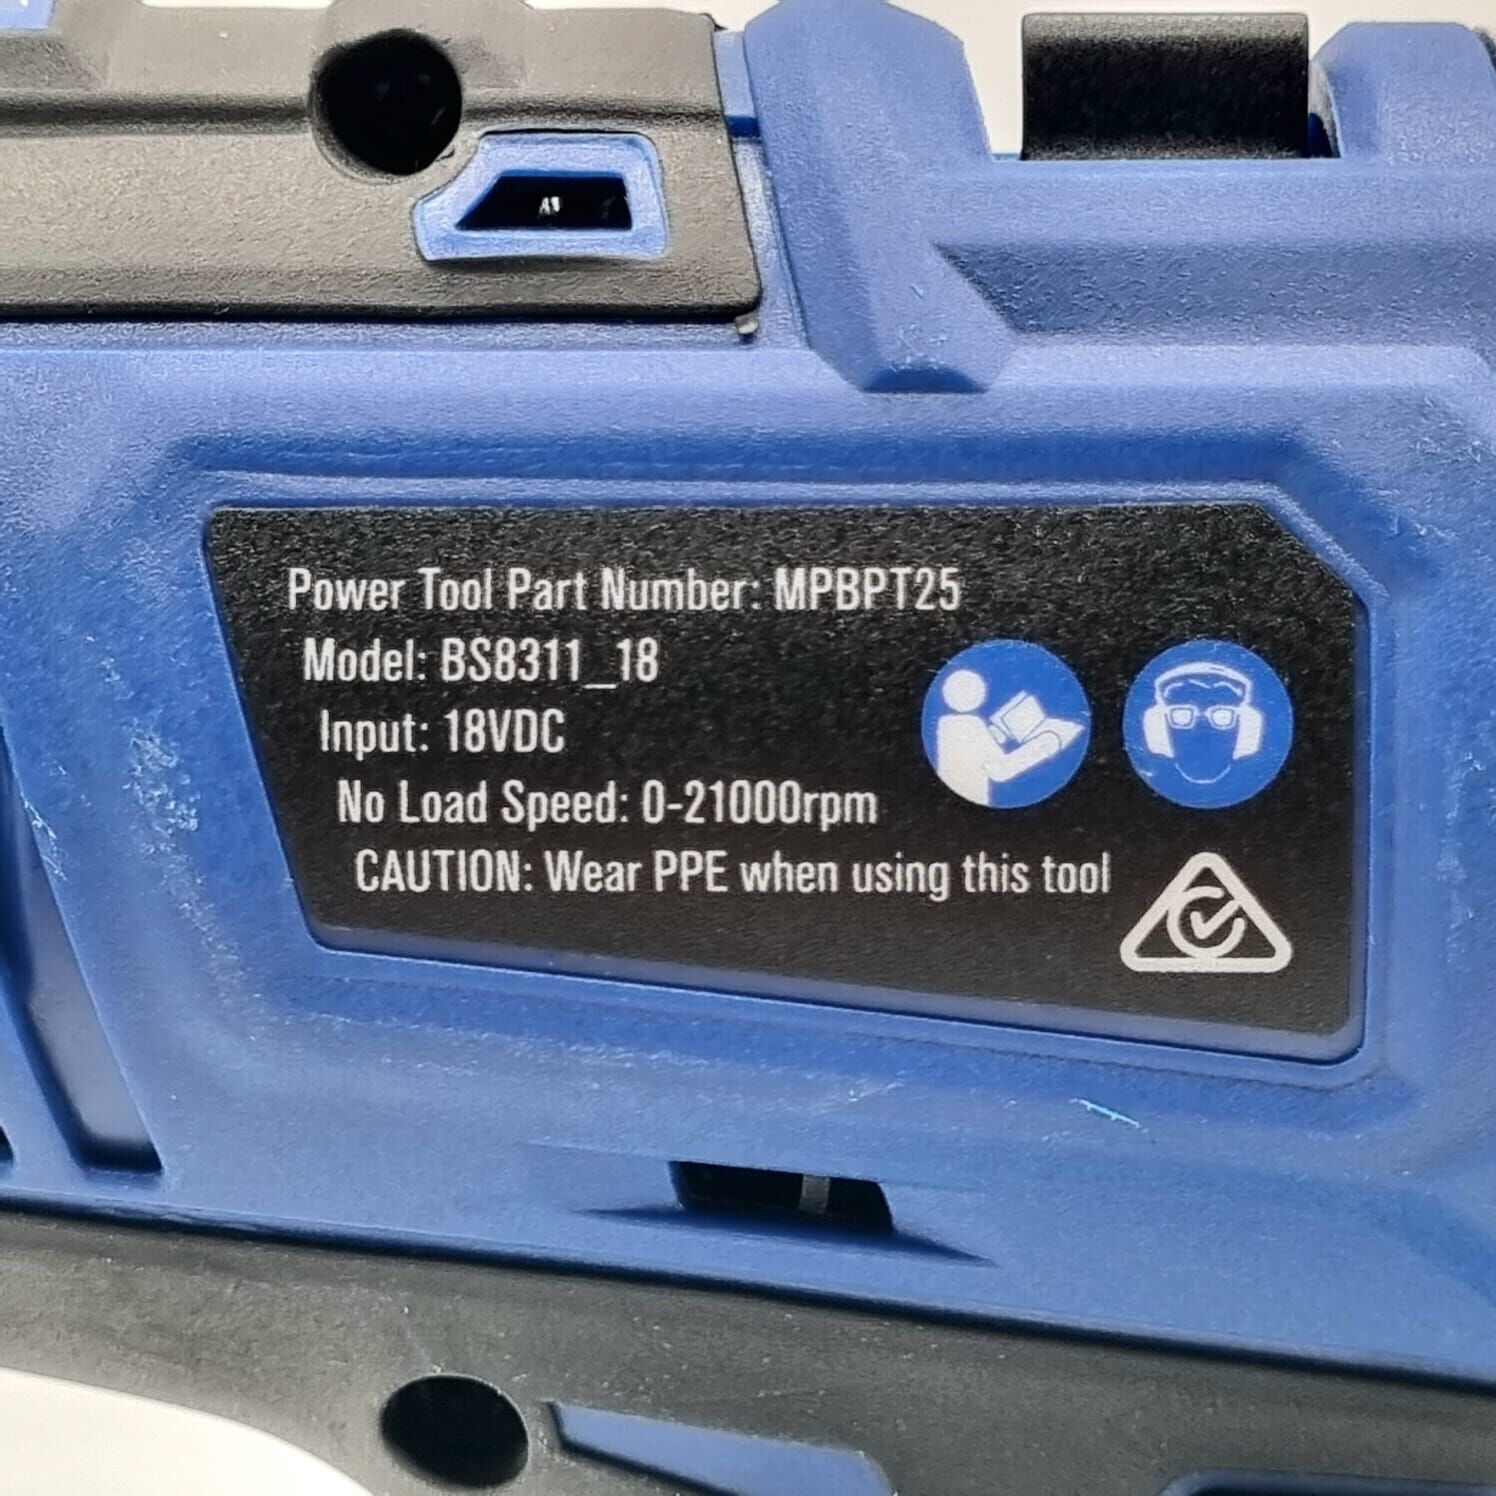 Power Tool Part Number: MPBPT25
Model: BS8311_18
Input: 18VDC
No Load Speed: 0-21000rpm
CAUTION: Wear PPE when using this tool